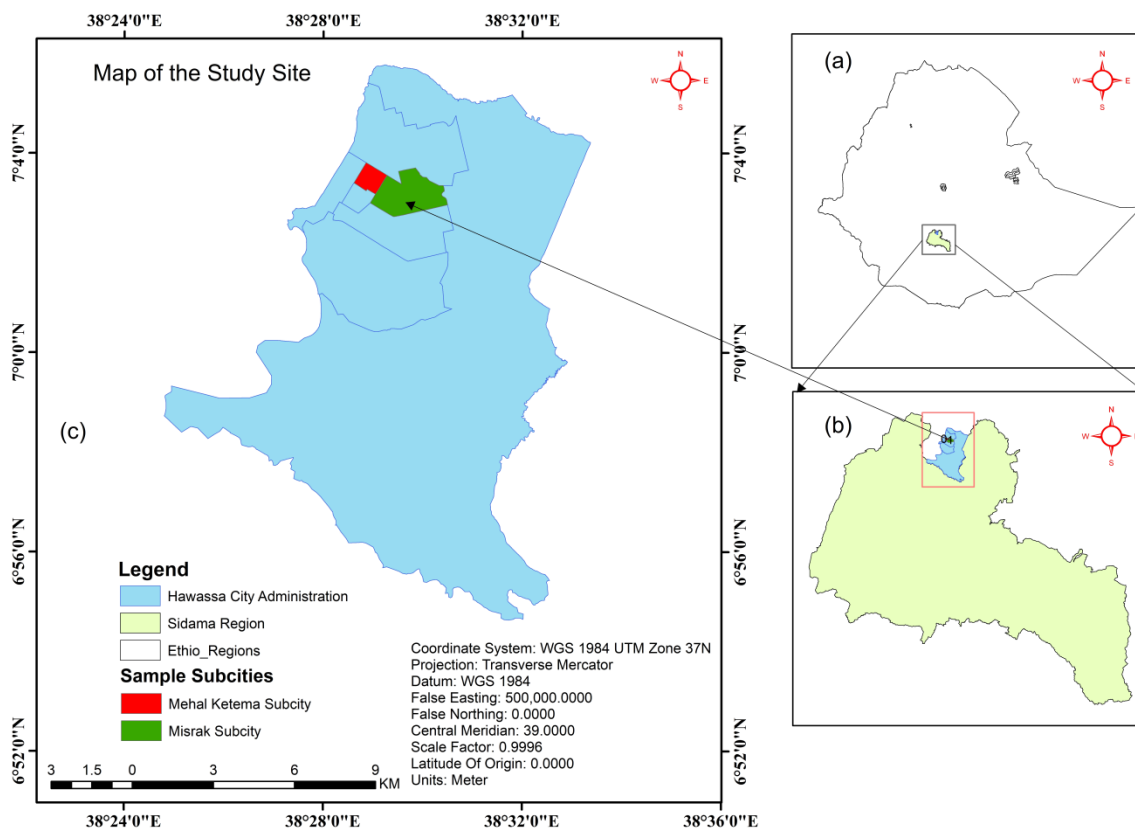 38°24'0"E 38°28'0"E 38°32'0"E
Map of the Study Site
N
W E
S
7°4'0"N
7°0'0"N
6°56'0"N
6°52'0"N
(c)
Legend
Hawassa City Administration
Sidama Region
Ethio_Regions
Sample Subcities
Mehal Ketema Subcity
Misrak Subcity
3 1.5 0 3 6 9
KM
Coordinate System: WGS 1984 UTM Zone 37N
Projection: Transverse Mercator
Datum: WGS 1984
False Easting: 500,000.0000
False Northing: 0.0000
Central Meridian: 39.0000
Scale Factor: 0.9996
Latitude Of Origin: 0.0000
Units: Meter
7°4'0"N
7°0'0"N
6°56'0"N
6°52'0"N
38°24'0"E 38°28'0"E 38°32'0"E 38°36'0"E
(a)
N
W E
S
(b)
N
W
S